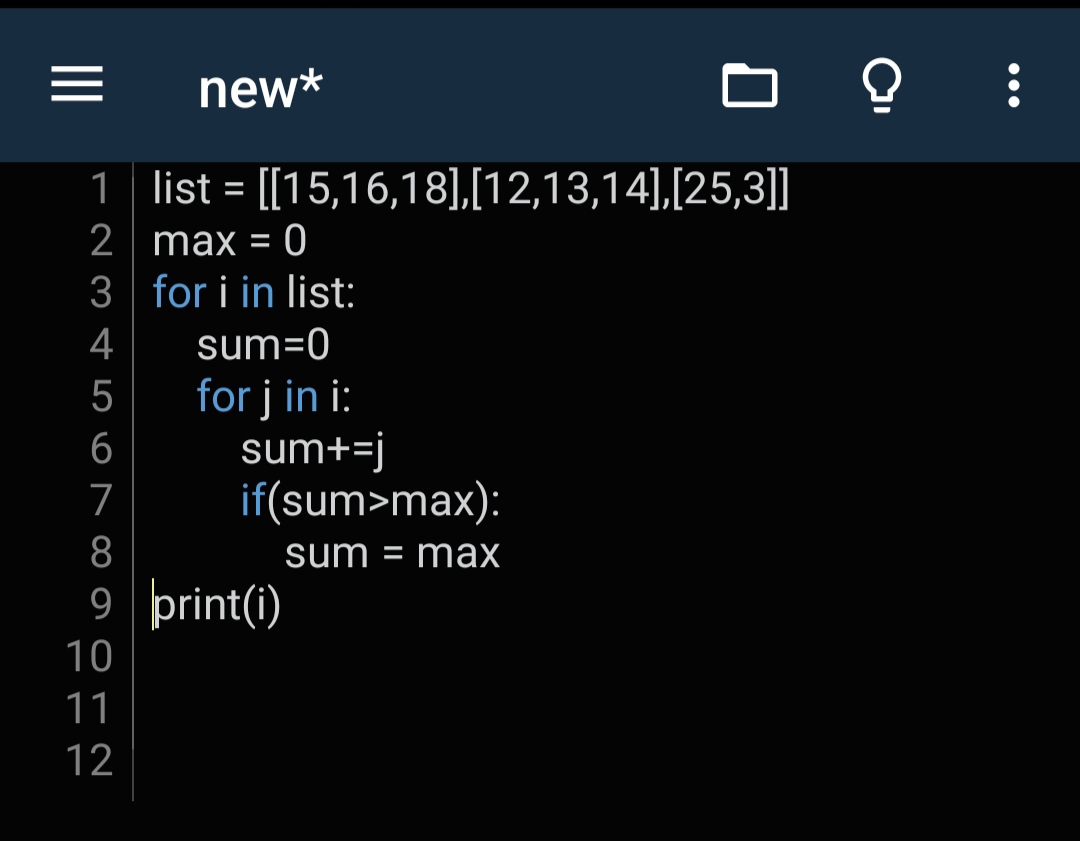 new*
1 list = [[15,16,18],[12,13,14],[25,3]]
2 max = 0
3 for i in list:
4 sum=0
5 for j in i:
6 sum+=j
7 if(sum>max):
8 sum = max
9 print(i)
10
11
12